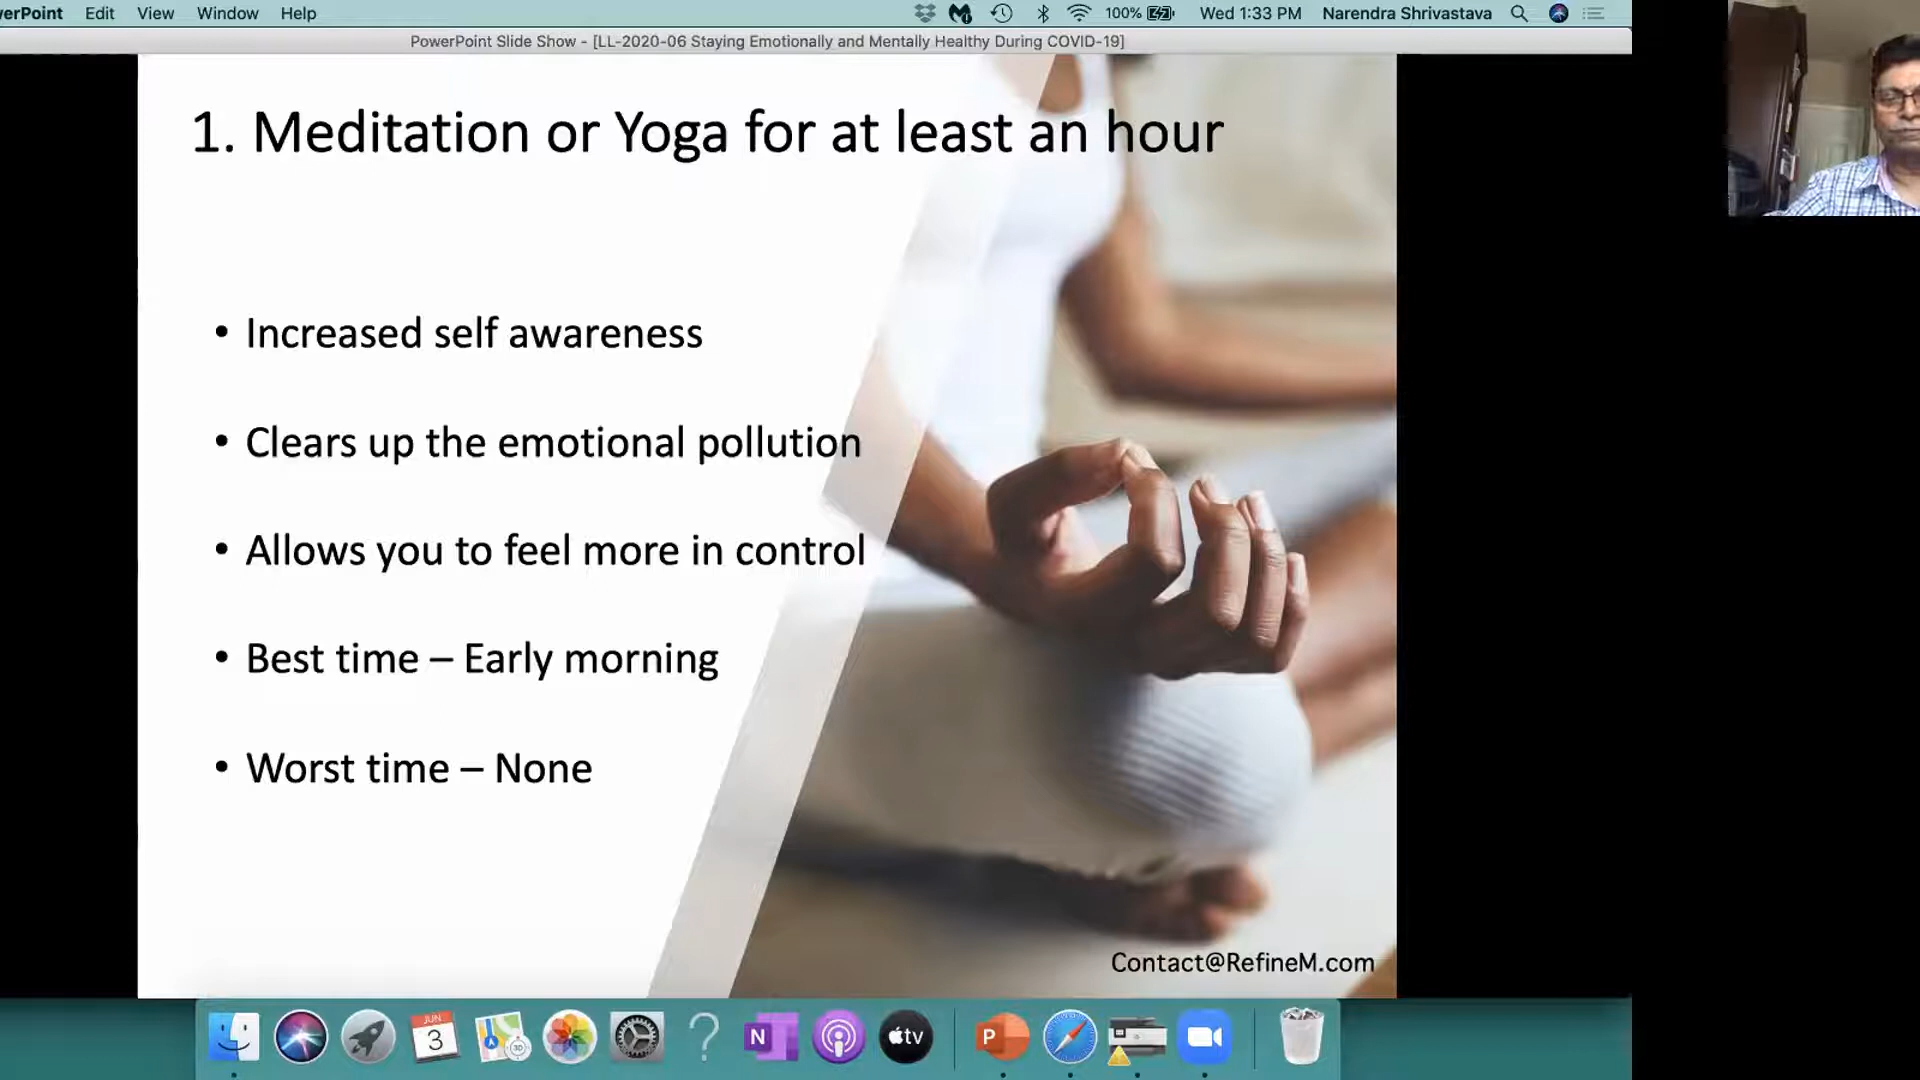 erPoint Edit View Window Help 100% Wed 1:33 PM Narendra Shrivastava
PowerPoint Slide Show - [LL-2020-06 Staying Emotionally and Mentally Healthy During COVID-19]
1. Meditation or Yoga for at least an hour
• Increased self awareness
• Clears up the emotional pollution
• Allows you to feel more in control
• Best time – Early morning
• Worst time – None
Contact@RefineM.com
JUN
3
N
tv
P